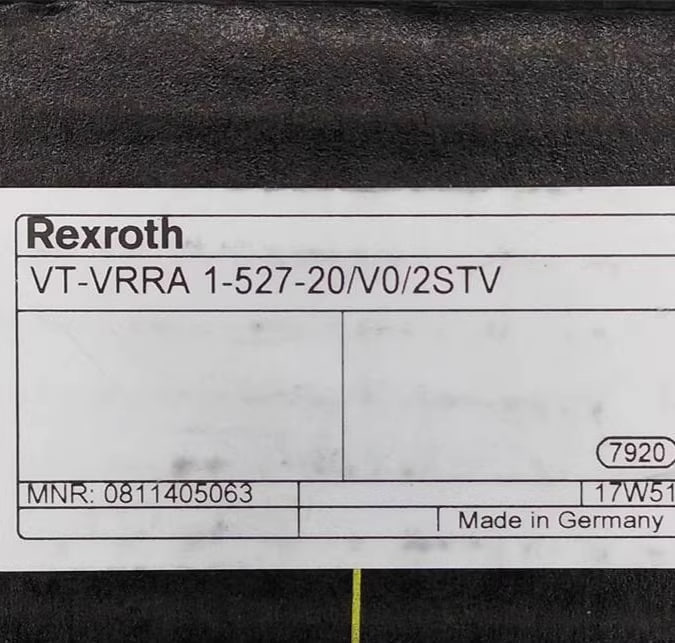 Rexroth
VT-VRRA 1-527-20/V0/2STV
7920
MNR: 0811405063
17W51
Made in Germany